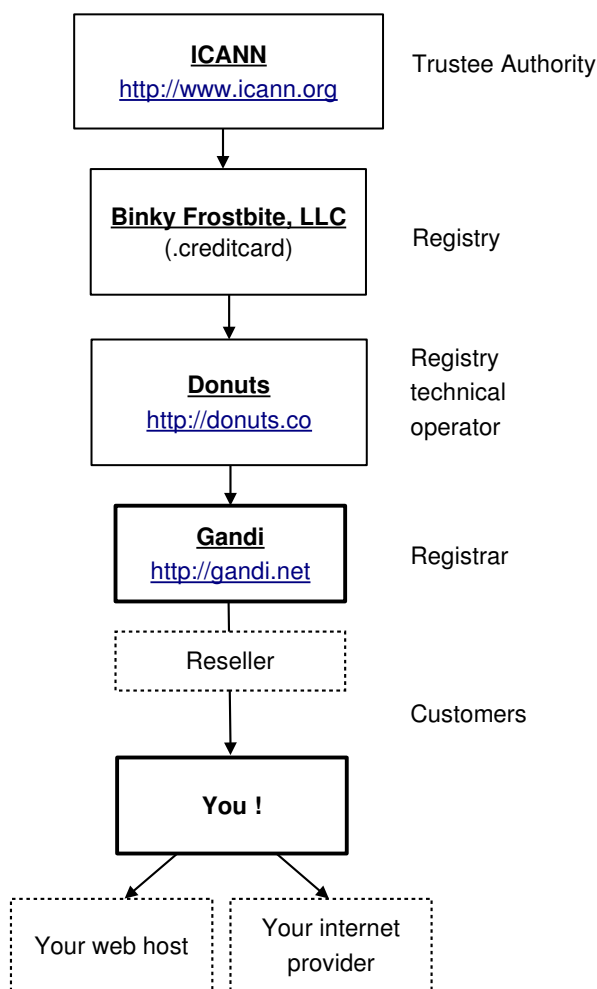 ICANN
http://www.icann.org
Trustee Authority
Binky Frostbite, LLC
(.creditcard)
Registry
Donuts
http://donuts.co
Registry
technical
operator
Gandi
http://gandi.net
Registrar
Reseller
Customers
You !
Your web host
Your internet
provider